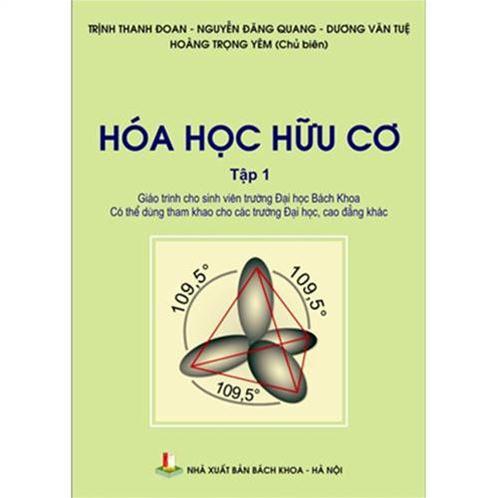 TRỊNH THANH ĐOAN - NGUYỄN ĐĂNG QUANG - DƯƠNG VĂN TUỆ
HOÀNG TRỌNG YÊM (Chủ biên)
HÓA HỌC HỮU CƠ
Tập 1
Giáo trình cho sinh viên trường Đại học Bách Khoa
Có thể dùng tham khao cho các trường Đại học, cao đẳng khác
109,5°
109,5°
109,5°
NHÀ XUẤT BẢN BÁCH KHOA - HÀ NỘI